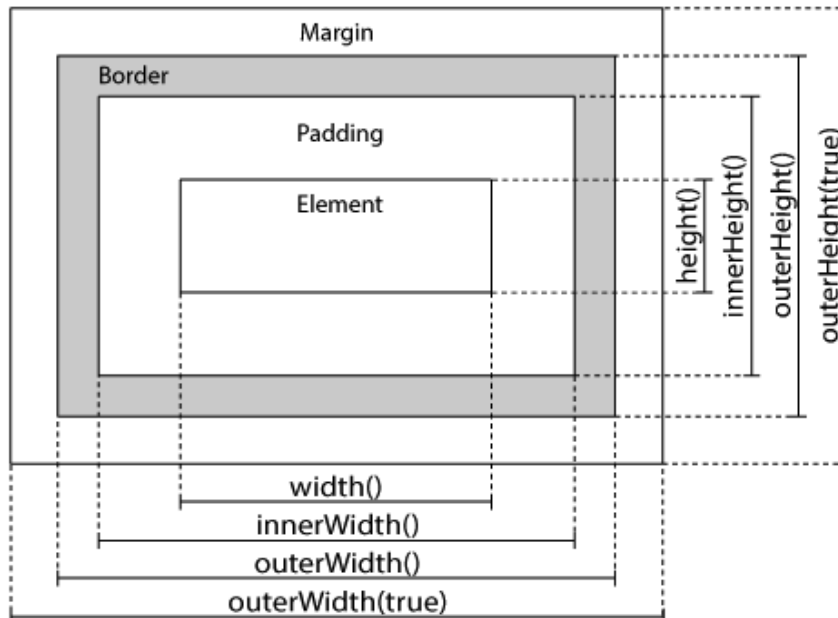 Margin
Border
Padding
Element
height()
innerHeight()
outerHeight()
outerHeight(true)
width()
innerWidth()
outerWidth()
outerWidth(true)